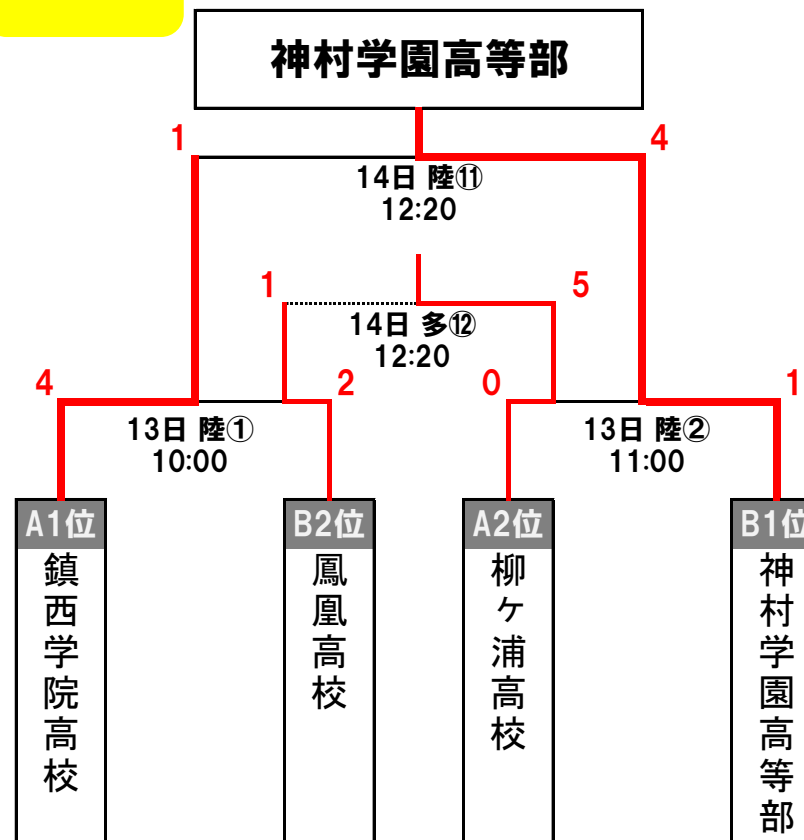 神村学園高等部
1
4
14日 陸⑪
12:20
1
5
14日 多⑫
12:20
4
2
0
1
13日 陸①
10:00
13日 陸②
11:00
A1位
B2位
A2位
B1位
鎮西学院高校
鳳凰高校
柳ケ浦高校
神村学園高等部